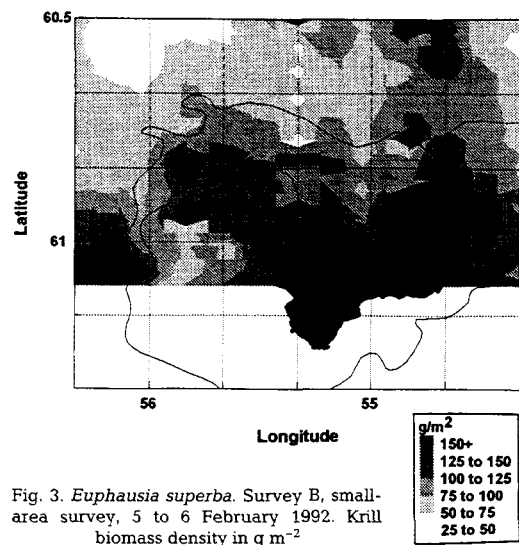 60.5
Latitude
61
56
55
Longitude
g/m²
150+
125 to 150
100 to 125
75 to 100
50 to 75
25 to 50
Fig. 3. Euphausia superba. Survey B, small-
area survey, 5 to 6 February 1992. Krill
biomass density in g m⁻²